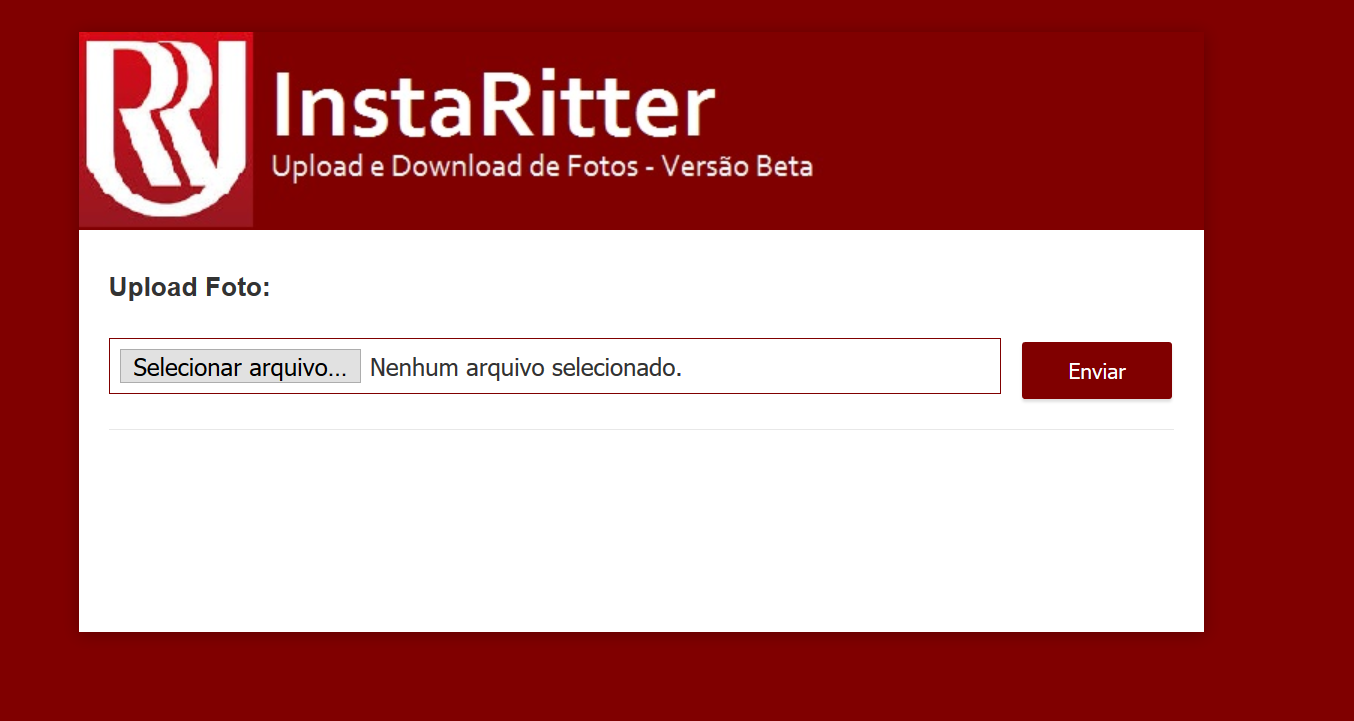 InstaRitter
Upload e Download de Fotos - Versão Beta
Upload Foto:
Selecionar arquivo... Nenhum arquivo selecionado.
Enviar